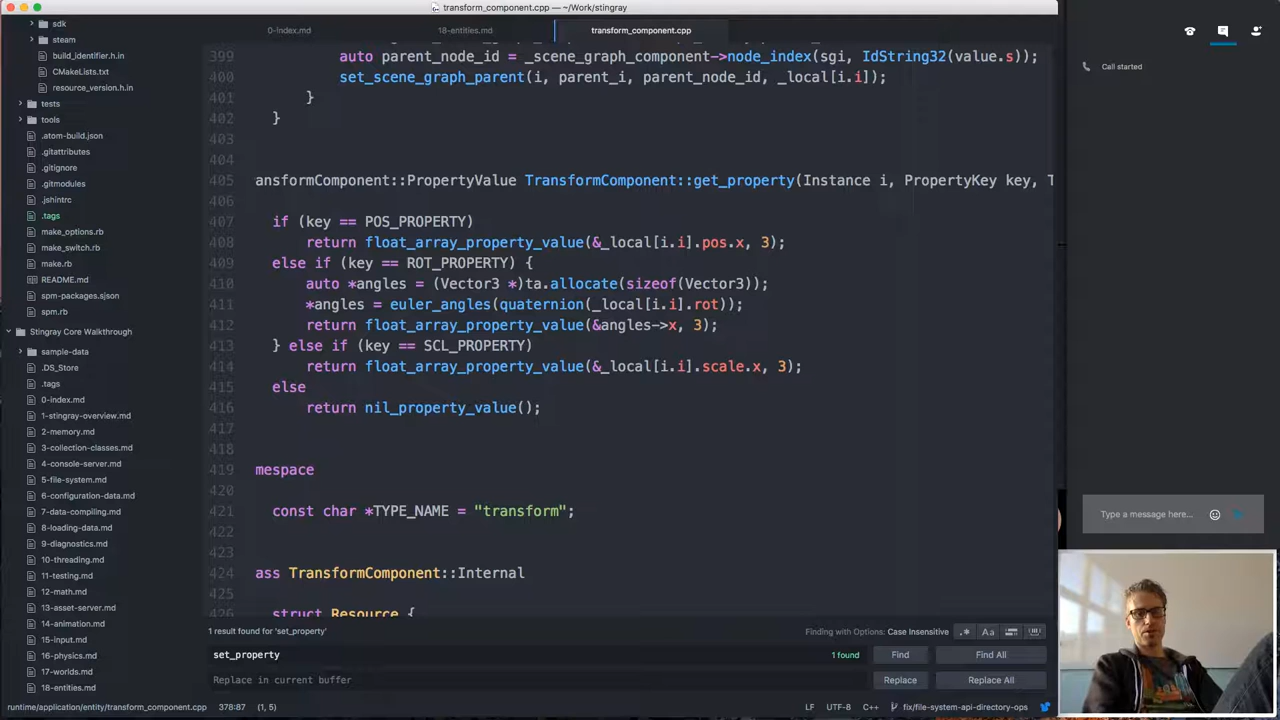 transform_component.cpp — ~/Work/stingray
sdk
steam
build_identifier.h.in
CMakeLists.txt
resource_version.h.in
tests
tools
.atom-build.json
.gitattributes
.gitignore
.gitmodules
.jshintrc
.tags
make_options.rb
make_switch.rb
make.rb
README.md
spm-packages.sjson
spm.rb
Stingray Core Walkthrough
sample-data
.DS_Store
.tags
0-index.md
1-stingray-overview.md
2-memory.md
3-collection-classes.md
4-console-server.md
5-file-system.md
6-configuration-data.md
7-data-compiling.md
8-loading-data.md
9-diagnostics.md
10-threading.md
11-testing.md
12-math.md
13-asset-server.md
14-animation.md
15-input.md
16-physics.md
17-worlds.md
18-entities.md
0-index.md 18-entities.md transform_component.cpp
399 auto parent_node_id = _scene_graph_component->node_index(sgi, IdString32(value.s));
400 set_scene_graph_parent(i, parent_i, parent_node_id, _local[i.i]);
401 }
402 }
403
404
405 ansformComponent::PropertyValue TransformComponent::get_property(Instance i, PropertyKey key, T
406
407 if (key == POS_PROPERTY)
408 return float_array_property_value(&_local[i.i].pos.x, 3);
409 else if (key == ROT_PROPERTY) {
410 auto *angles = (Vector3 *)ta.allocate(sizeof(Vector3));
411 *angles = euler_angles(quaternion(_local[i.i].rot));
412 return float_array_property_value(&angles->x, 3);
413 } else if (key == SCL_PROPERTY)
414 return float_array_property_value(&_local[i.i].scale.x, 3);
415 else
416 return nil_property_value();
417
418
419 mespace
420
421 const char *TYPE_NAME = "transform";
422
423
424 ass TransformComponent::Internal
425
426 struct Resource {
1 result found for 'set_property' Finding with Options: Case Insensitive .* Aa
set_property 1 found Find Find All
Replace in current buffer Replace Replace All
runtime/application/entity/transform_component.cpp 378:87 (1, 5) LF UTF-8 C++ fix/file-system-api-directory-ops
Call started
Type a message here...